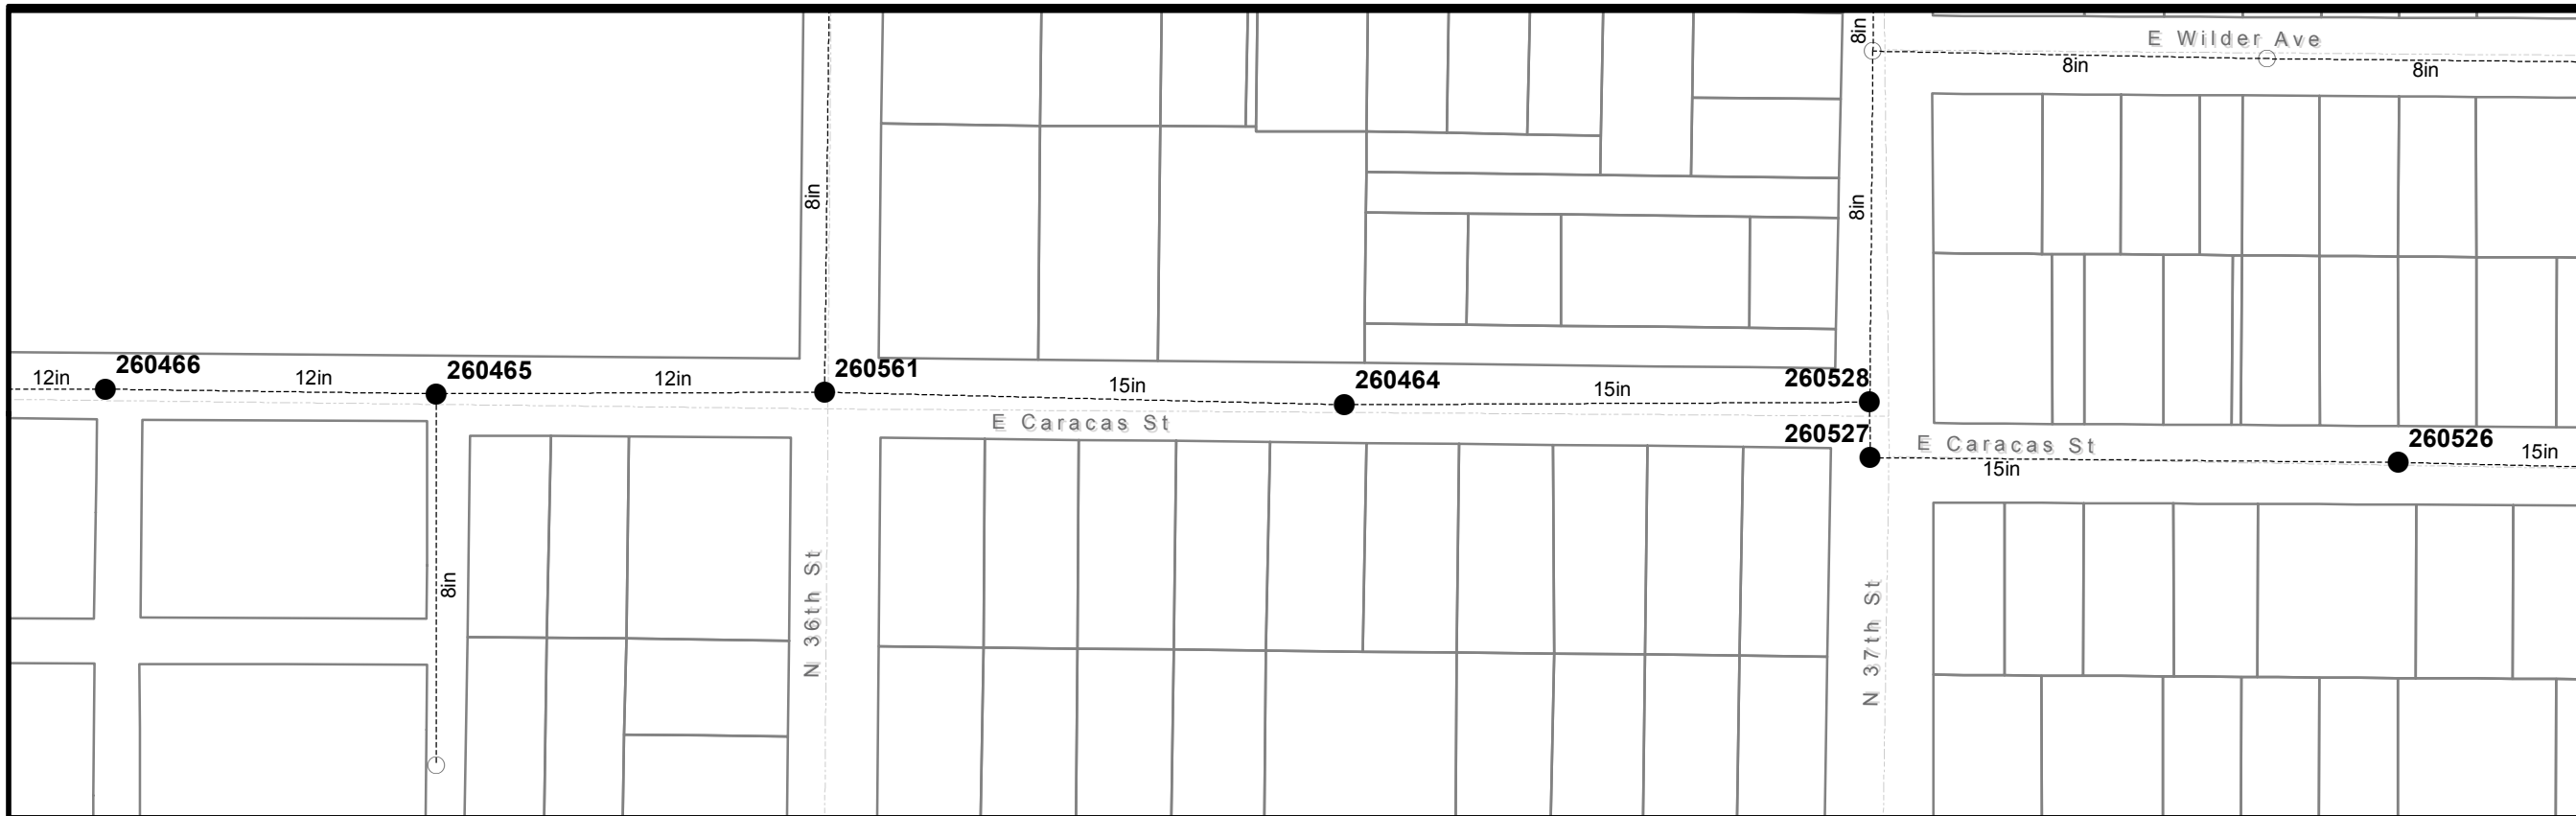 8in
E Wilder Ave
8in
8in
8in
8in
260466
260465
260561
260464
260528
12in
12in
12in
15in
15in
E Caracas St
260527
E Caracas St
260526
15in
15in
8in
N 36th St
N 37th St